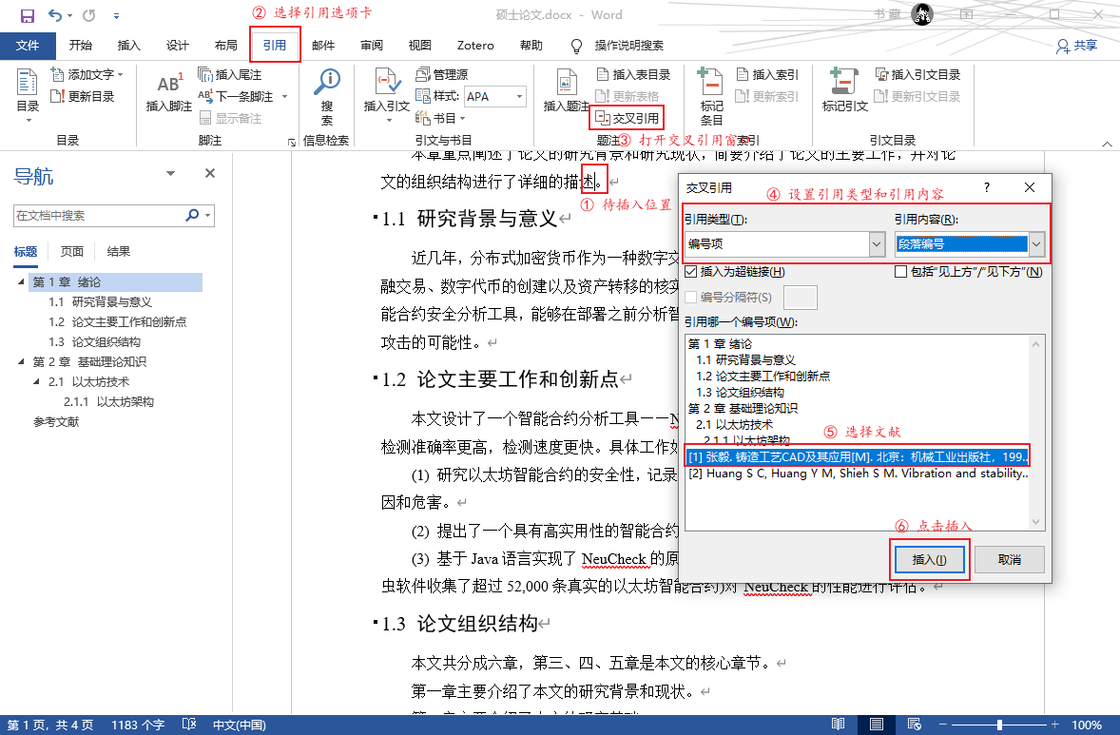 ② 选择引用选项卡
硕士论文.docx - Word
书 藏
文件 开始 插入 设计 布局 引用 邮件 审阅 视图 Zotero 帮助 操作说明搜索 共享
目录
添加文字
更新目录
目录
AB1
插入脚注
插入尾注
下一条脚注
显示备注
脚注
搜索
信息检索
插入引文
管理源
样式: APA
书目
引文与书目
插入题注
插入表目录
更新表格
交叉引用
题注
③ 打开交叉引用窗
标记条目
插入索引
更新索引
索引
标记引文
插入引文目录
更新引文目录
引文目录
导航
在文档中搜索
标题 页面 结果
第 1 章 绪论
1.1 研究背景与意义
1.2 论文主要工作和创新点
1.3 论文组织结构
第 2 章 基础理论知识
2.1 以太坊技术
2.1.1 以太坊架构
参考文献
本章重点阐述了论文的研究背景和研究现状，简要介绍了论文的主要工作，并对论
文的组织结构进行了详细的描述。
① 待插入位置
1.1 研究背景与意义
近几年，分布式加密货币作为一种数字交
融交易、数字代币的创建以及资产转移的核实
能合约安全分析工具，能够在部署之前分析智
攻击的可能性。
1.2 论文主要工作和创新点
本文设计了一个智能合约分析工具——N
检测准确率更高，检测速度更快。具体工作如
(1) 研究以太坊智能合约的安全性，记录
因和危害。
(2) 提出了一个具有高实用性的智能合约
(3) 基于 Java 语言实现了 NeuCheck 的原
虫软件收集了超过 52,000 条真实的以太坊智能合约)对 NeuCheck 的性能进行评估。
1.3 论文组织结构
本文共分成六章，第三、四、五章是本文的核心章节。
第一章主要介绍了本文的研究背景和现状。
交叉引用 ?
④ 设置引用类型和引用内容
引用类型(T): 引用内容(R):
编号项 段落编号
插入为超链接(H) 包括“见上方”/“见下方”(N)
编号分隔符(S)
引用哪一个编号项(W):
第 1 章 绪论
1.1 研究背景与意义
1.2 论文主要工作和创新点
1.3 论文组织结构
第 2 章 基础理论知识
2.1 以太坊技术
2.1.1 以太坊架构
⑤ 选择文献
[1] 张毅. 铸造工艺CAD及其应用[M]. 北京：机械工业出版社，199..
[2] Huang S C, Huang Y M, Shieh S M. Vibration and stability..
⑥ 点击插入
插入(I) 取消
第 1 页，共 4 页 1183 个字 中文(中国) 100%